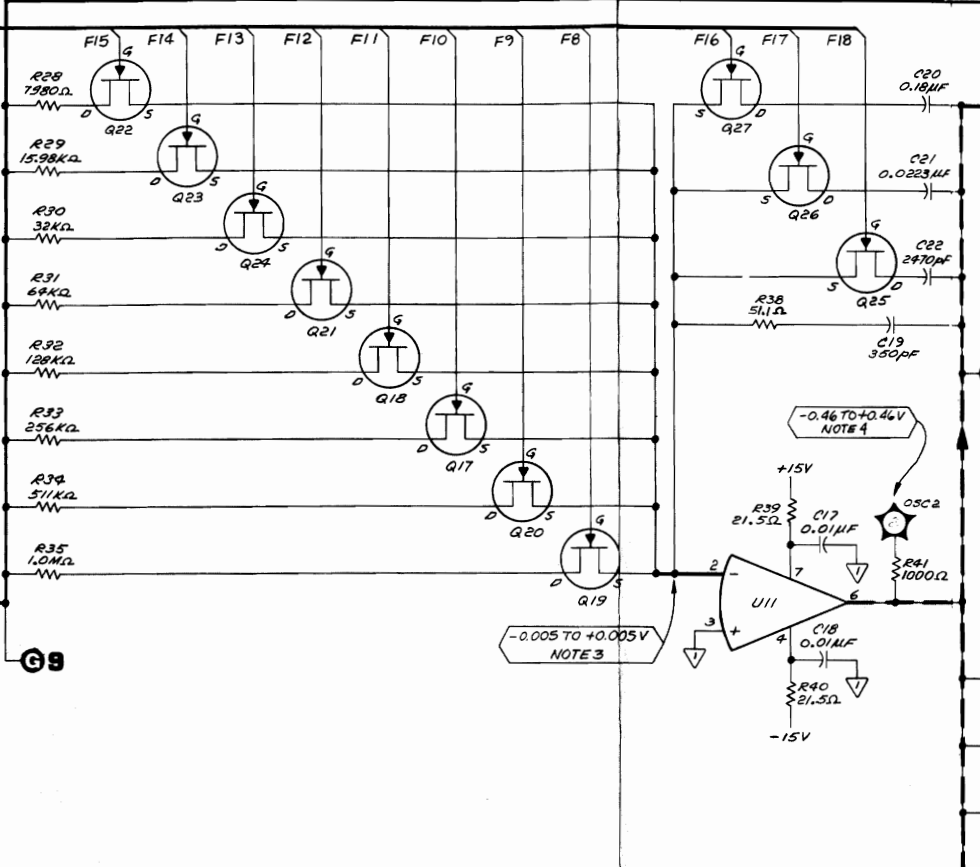 F15 F14 F13 F12 F11 F10 F9 F8 F16 F17 F18
R28
7980Ω
G
D
S
Q22
G
S
D
Q27
C20
0.18µF
R29
15.98KΩ
G
D
S
Q23
G
S
D
Q26
C21
0.0223µF
R30
32KΩ
G
D
S
Q24
G
S
D
Q25
C22
2470pF
R31
64KΩ
G
D
S
Q21
R38
51.1Ω
C19
350pF
R32
128KΩ
G
D
S
Q18
R33
256KΩ
G
D
S
Q17
-0.46 TO +0.46V
NOTE 4
R34
511KΩ
G
D
S
Q20
+15V
R39
21.5Ω
C17
0.01µF
1
OSC2
2
R41
1000Ω
R35
1.0MΩ
G
D
S
Q19
2
-
7
U11
6
3
+
4
1
-0.005 TO +0.005V
NOTE 3
C18
0.01µF
1
R40
21.5Ω
-15V
G9